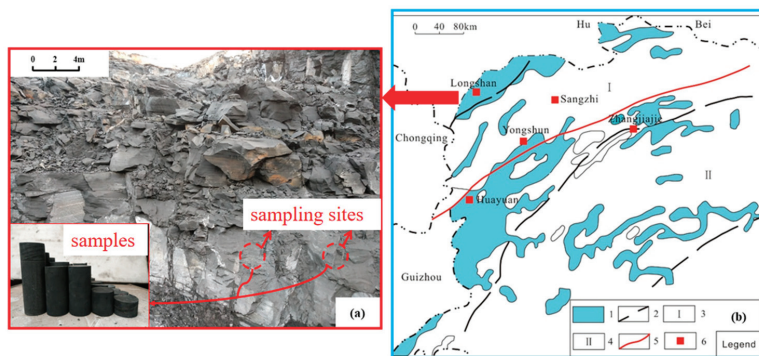 0 2 4m
sampling sites
samples
(a)
0 40 80km
Hu Bei
Longshan
I
Sangzhi
Zhangjiajie
Chongqing
Yongshun
II
Huayuan
Guizhou
(b)
1 2 I 3
II 4 5 6 Legend